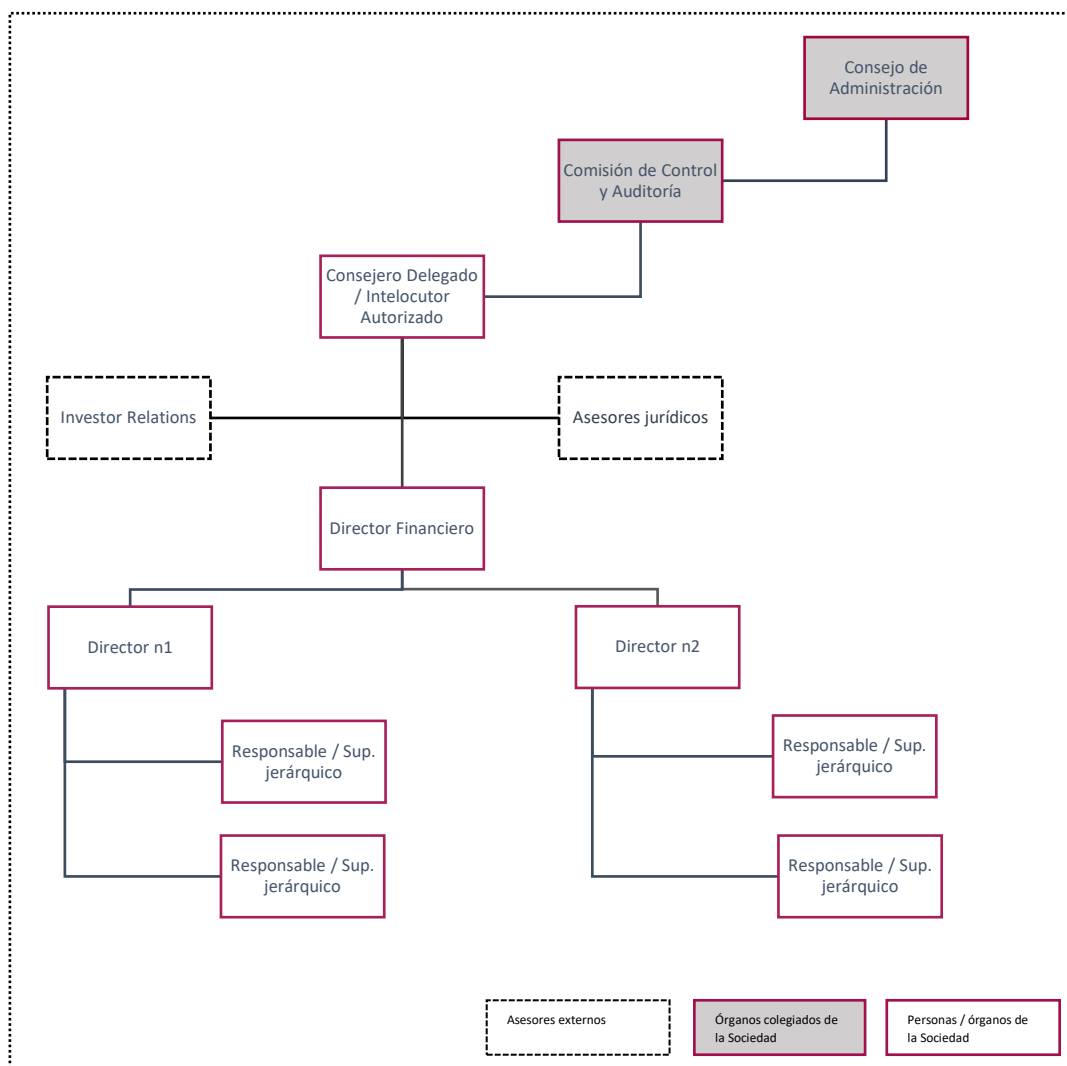 Consejo de
Administración
Comisión de Control
y Auditoría
Consejero Delegado
/ Intelocutor
Autorizado
Investor Relations
Asesores jurídicos
Director Financiero
Director n1
Director n2
Responsable / Sup.
jerárquico
Responsable / Sup.
jerárquico
Responsable / Sup.
jerárquico
Responsable / Sup.
jerárquico
Asesores externos
Órganos colegiados de
la Sociedad
Personas / órganos de
la Sociedad